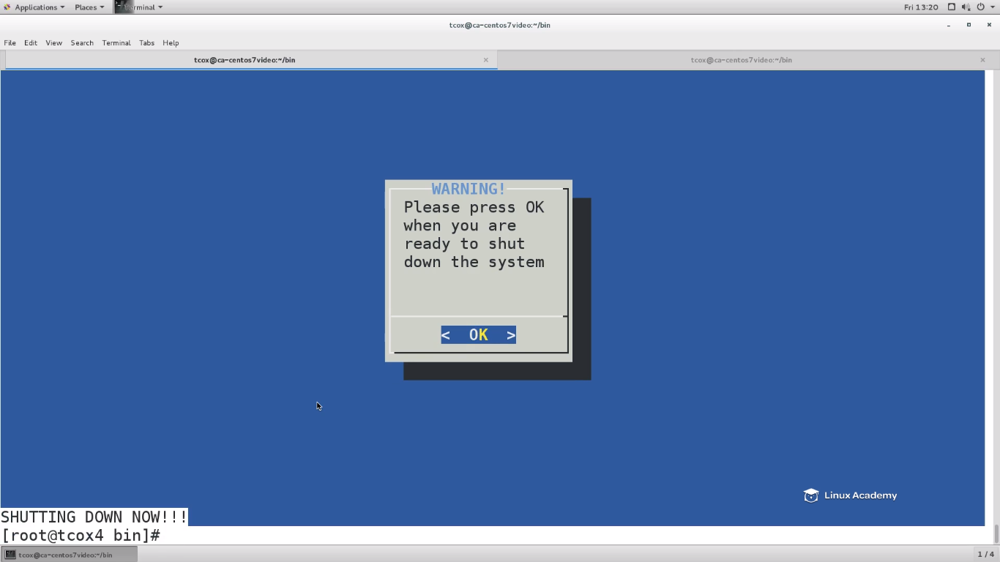 Applications Places Terminal Fri 13:20
tcox@ca-centos7video:~/bin
File Edit View Search Terminal Tabs Help
tcox@ca-centos7video:~/bin tcox@ca-centos7video:~/bin
WARNING!
Please press OK
when you are
ready to shut
down the system
< OK >
Linux Academy
SHUTTING DOWN NOW!!!
[root@tcox4 bin]#
tcox@ca-centos7video:~/bin 1 / 4